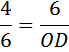 4/6 = 6/OD